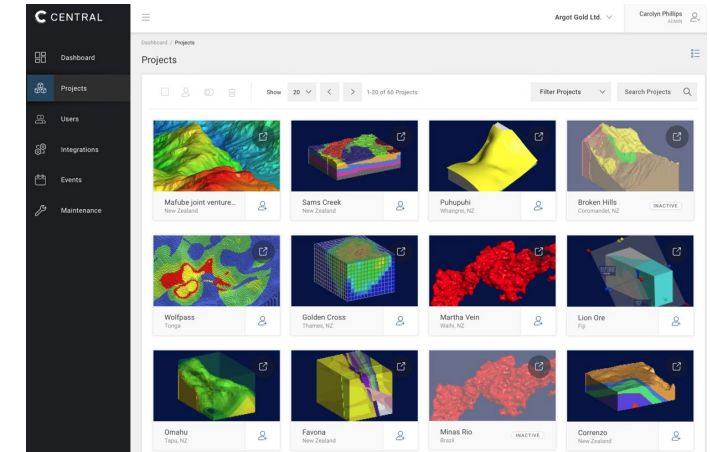 CENTRAL
Argot Gold Ltd.
Carolyn Phillips
ADMIN
Dashboard / Projects
Projects
Dashboard
Projects
Users
Integrations
Events
Maintenance
Show 20 1-20 of 60 Projects Filter Projects Search Projects
Mafube joint venture...
New Zealand
Sams Creek
New Zealand
Puhupuhi
Whangrei, NZ
Broken Hills
Corcmandel, NZ
INACTIVE
Wolfpass
Tonga
Golden Cross
Thames, NZ
Martha Vein
Waihi, NZ
Lion Ore
Fiji
Omahu
Tapu, NZ
Favona
New Zealand
Minas Rio
Brazil
INACTIVE
Correnzo
New Zealand